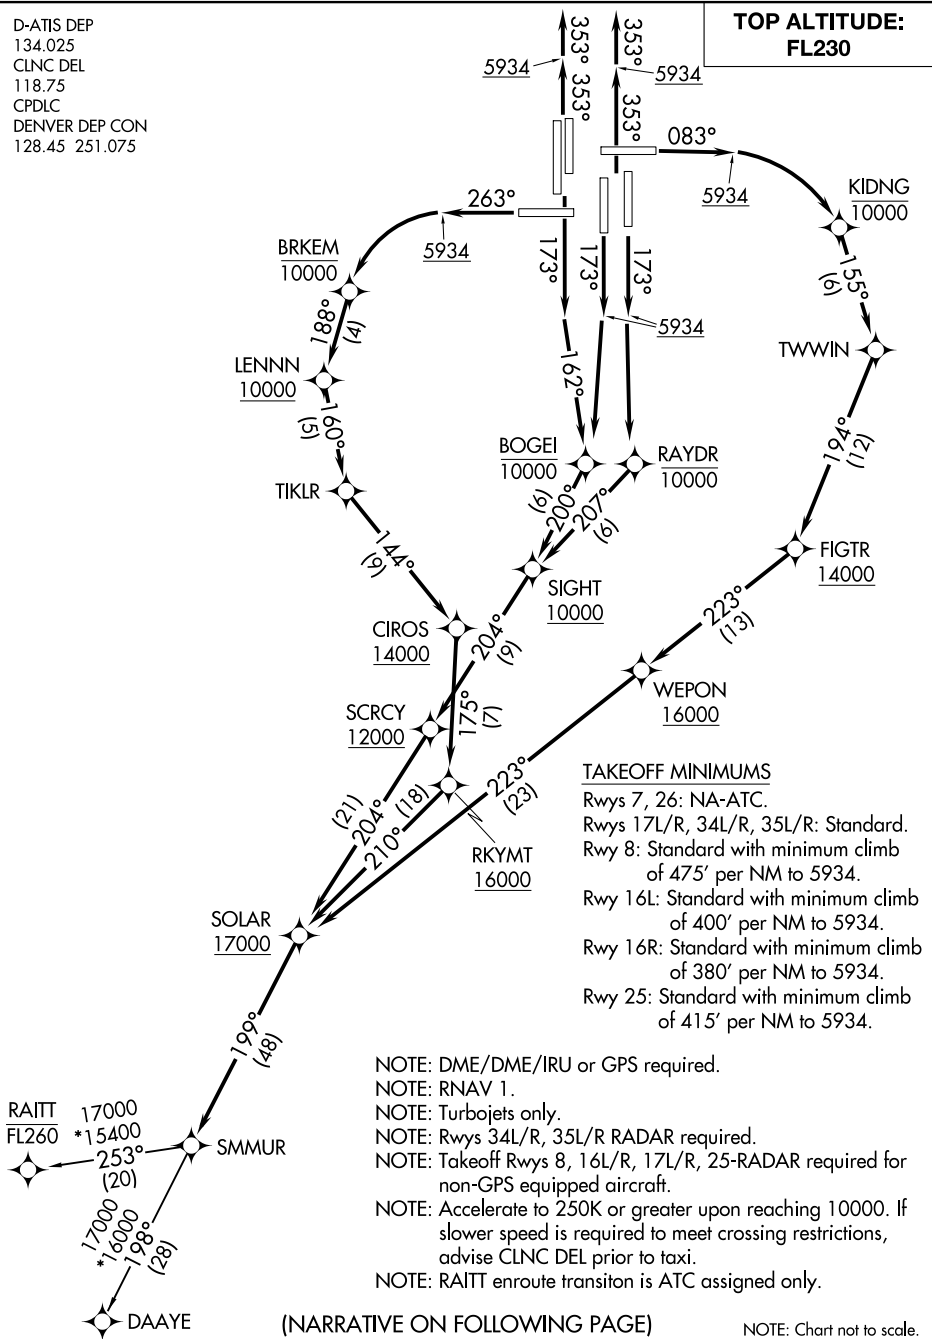 D-ATIS DEP
134.025
CLNC DEL
118.75
CPDLC
DENVER DEP CON
128.45 251.075
TOP ALTITUDE:
FL230
353°
353°
5934
5934
353°
353°
083°
5934
KIDNG
10000
263°
5934
BRKEM
10000
173°
173°
173°
5934
155°
(6)
188°
(4)
TWWIN
LENNN
10000
162°
160°
(5)
194°
(12)
BOGEI
10000
RAYDR
10000
TIKLR
200°
(6)
207°
(6)
144°
(9)
FIGTR
14000
SIGHT
10000
CIROS
14000
204°
(9)
223°
(13)
WEPON
16000
SCRCY
12000
175°
(7)
223°
(23)
204°
(21)
210°
(18)
RKYMT
16000
TAKEOFF MINIMUMS
Rwys 7, 26: NA-ATC.
Rwys 17L/R, 34L/R, 35L/R: Standard.
Rwy 8: Standard with minimum climb
of 475' per NM to 5934.
Rwy 16L: Standard with minimum climb
of 400' per NM to 5934.
Rwy 16R: Standard with minimum climb
of 380' per NM to 5934.
Rwy 25: Standard with minimum climb
of 415' per NM to 5934.
SOLAR
17000
199°
(48)
NOTE: DME/DME/IRU or GPS required.
NOTE: RNAV 1.
NOTE: Turbojets only.
NOTE: Rwys 34L/R, 35L/R RADAR required.
NOTE: Takeoff Rwys 8, 16L/R, 17L/R, 25-RADAR required for
non-GPS equipped aircraft.
NOTE: Accelerate to 250K or greater upon reaching 10000. If
slower speed is required to meet crossing restrictions,
advise CLNC DEL prior to taxi.
NOTE: RAITT enroute transiton is ATC assigned only.
RAITT
FL260
17000
*15400
253°
(20)
SMMUR
17000
*16000
198°
(28)
DAAYE
(NARRATIVE ON FOLLOWING PAGE)
NOTE: Chart not to scale.